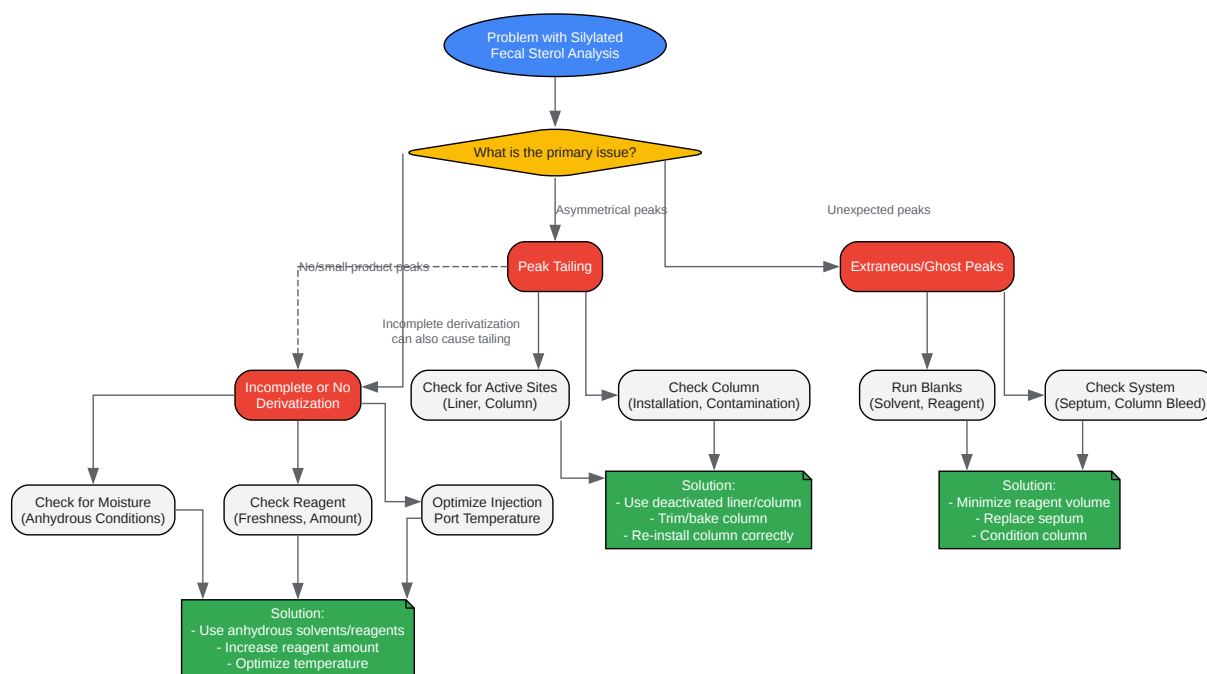 Problem with Silylated
Fecal Sterol Analysis
What is the primary issue?
Asymmetrical peaks
Unexpected peaks
No/small product peaks
Peak Tailing
Extraneous/Ghost Peaks
Incomplete derivatization
can also cause tailing
Incomplete or No
Derivatization
Check for Active Sites
(Liner, Column)
Check Column
(Installation, Contamination)
Run Blanks
(Solvent, Reagent)
Check System
(Septum, Column Bleed)
Check for Moisture
(Anhydrous Conditions)
Check Reagent
(Freshness, Amount)
Optimize Injection
Port Temperature
Solution:
- Use deactivated liner/column
- Trim/bake column
- Re-install column correctly
Solution:
- Minimize reagent volume
- Replace septum
- Condition column
Solution:
- Use anhydrous solvents/reagents
- Increase reagent amount
- Optimize temperature